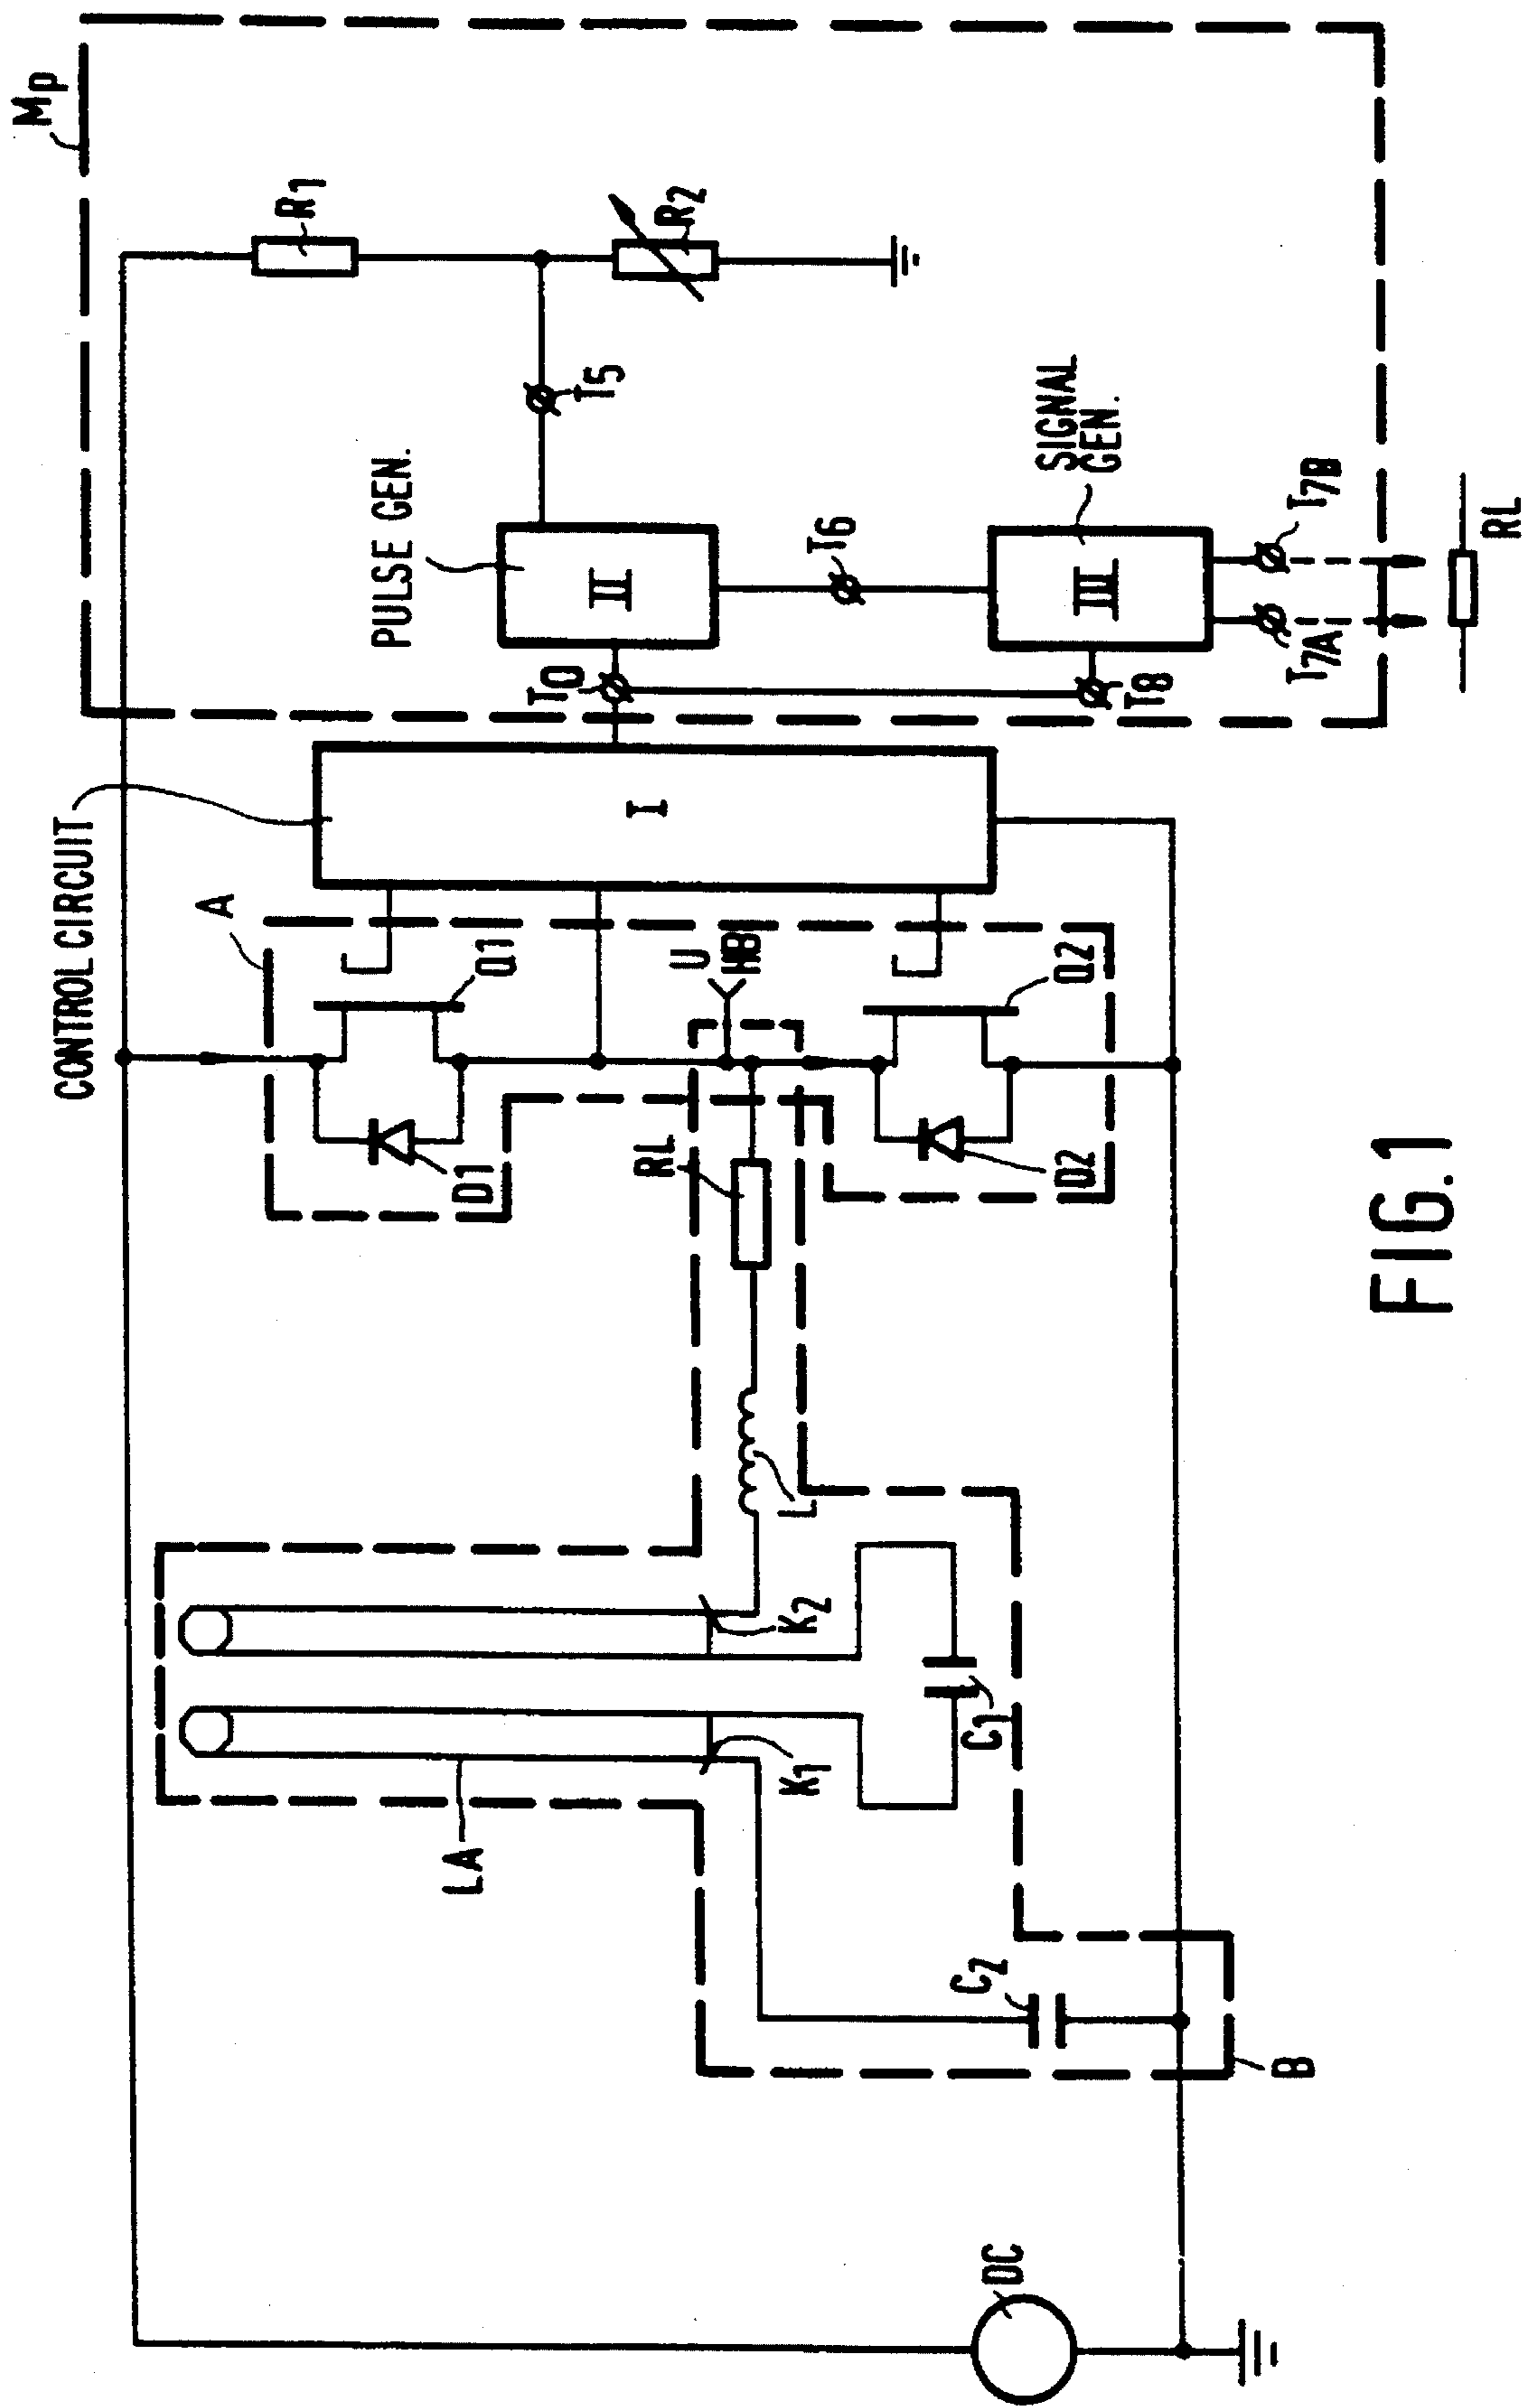 Mp
R1
R2
T5
PULSE GEN.
II
T6
SIGNAL
GEN.
III
T7B
T7A
RL
T0
T8
CONTROL CIRCUIT
I
A
Q1
U
HB
Q2
D1
RL
D2
L
K2
K1
C1
LA
C2
B
DC
FIG.1